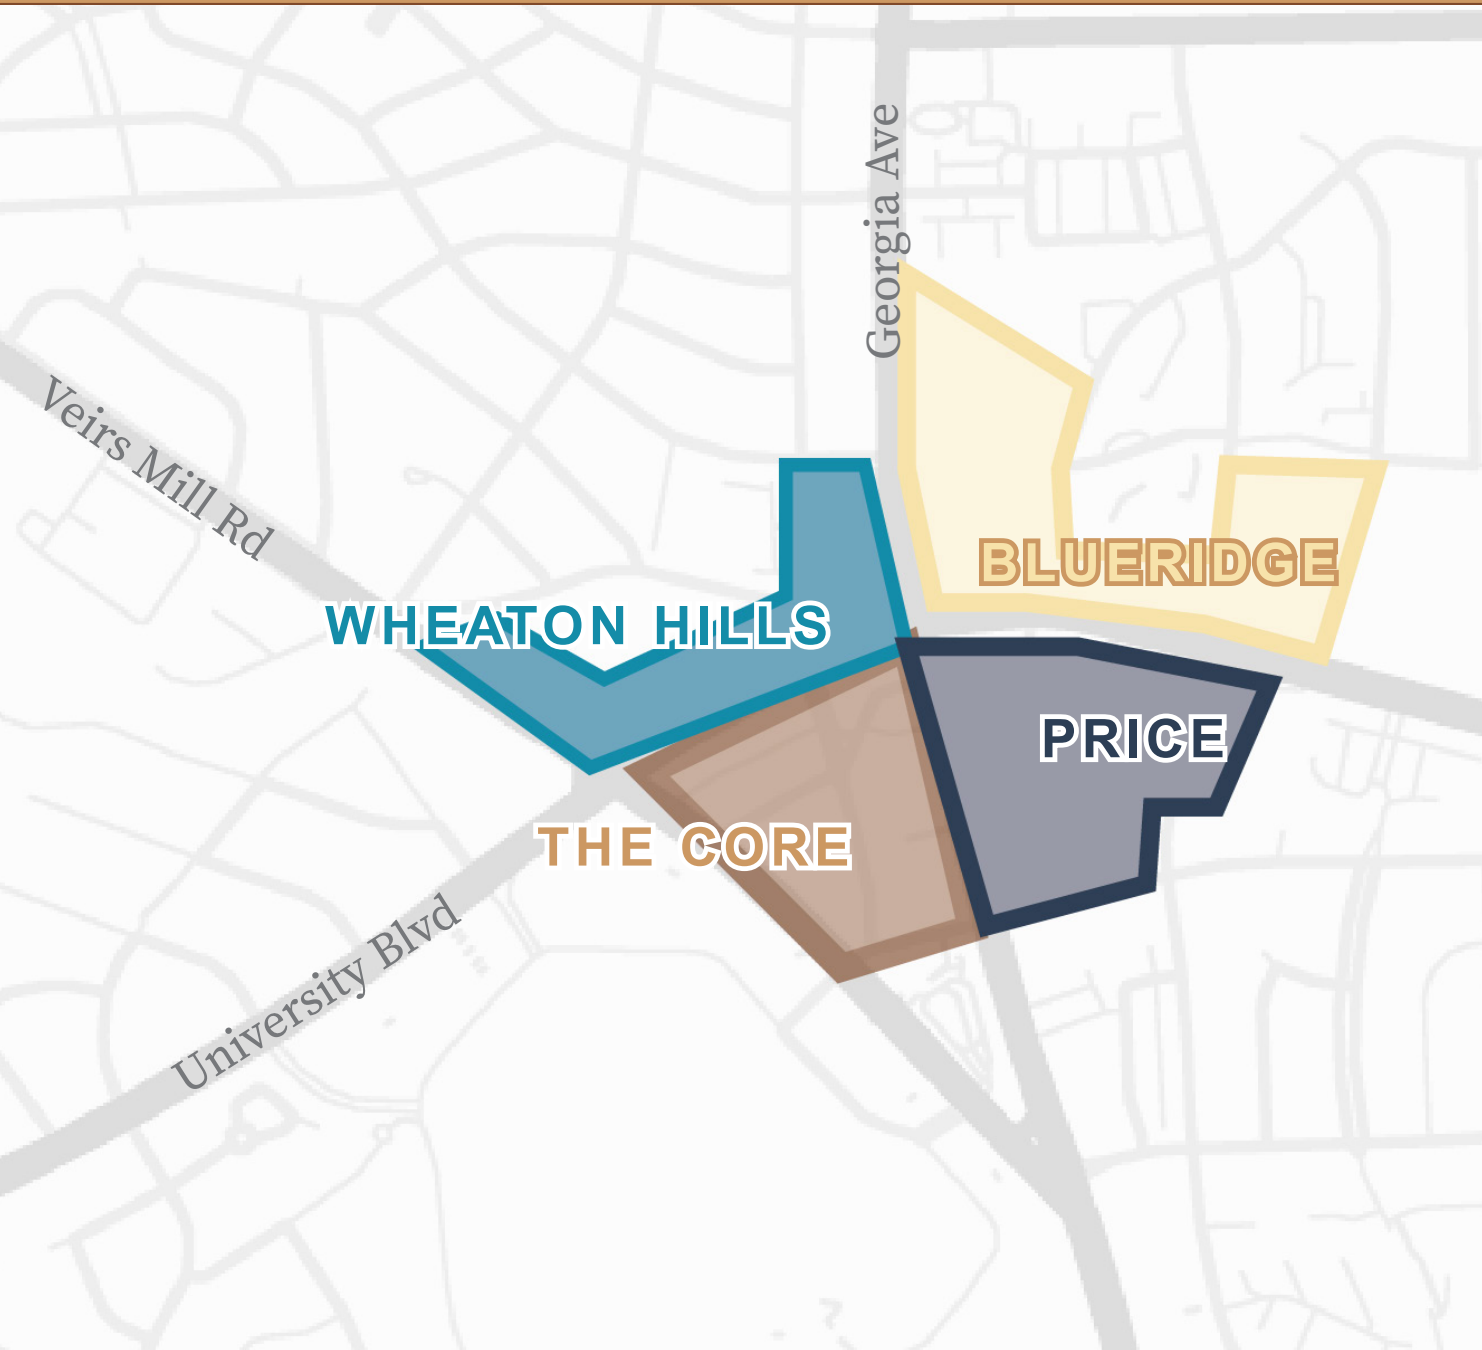 Georgia Ave
Veirs Mill Rd
BLUERIDGE
WHEATON HILLS
PRICE
THE CORE
University Blvd